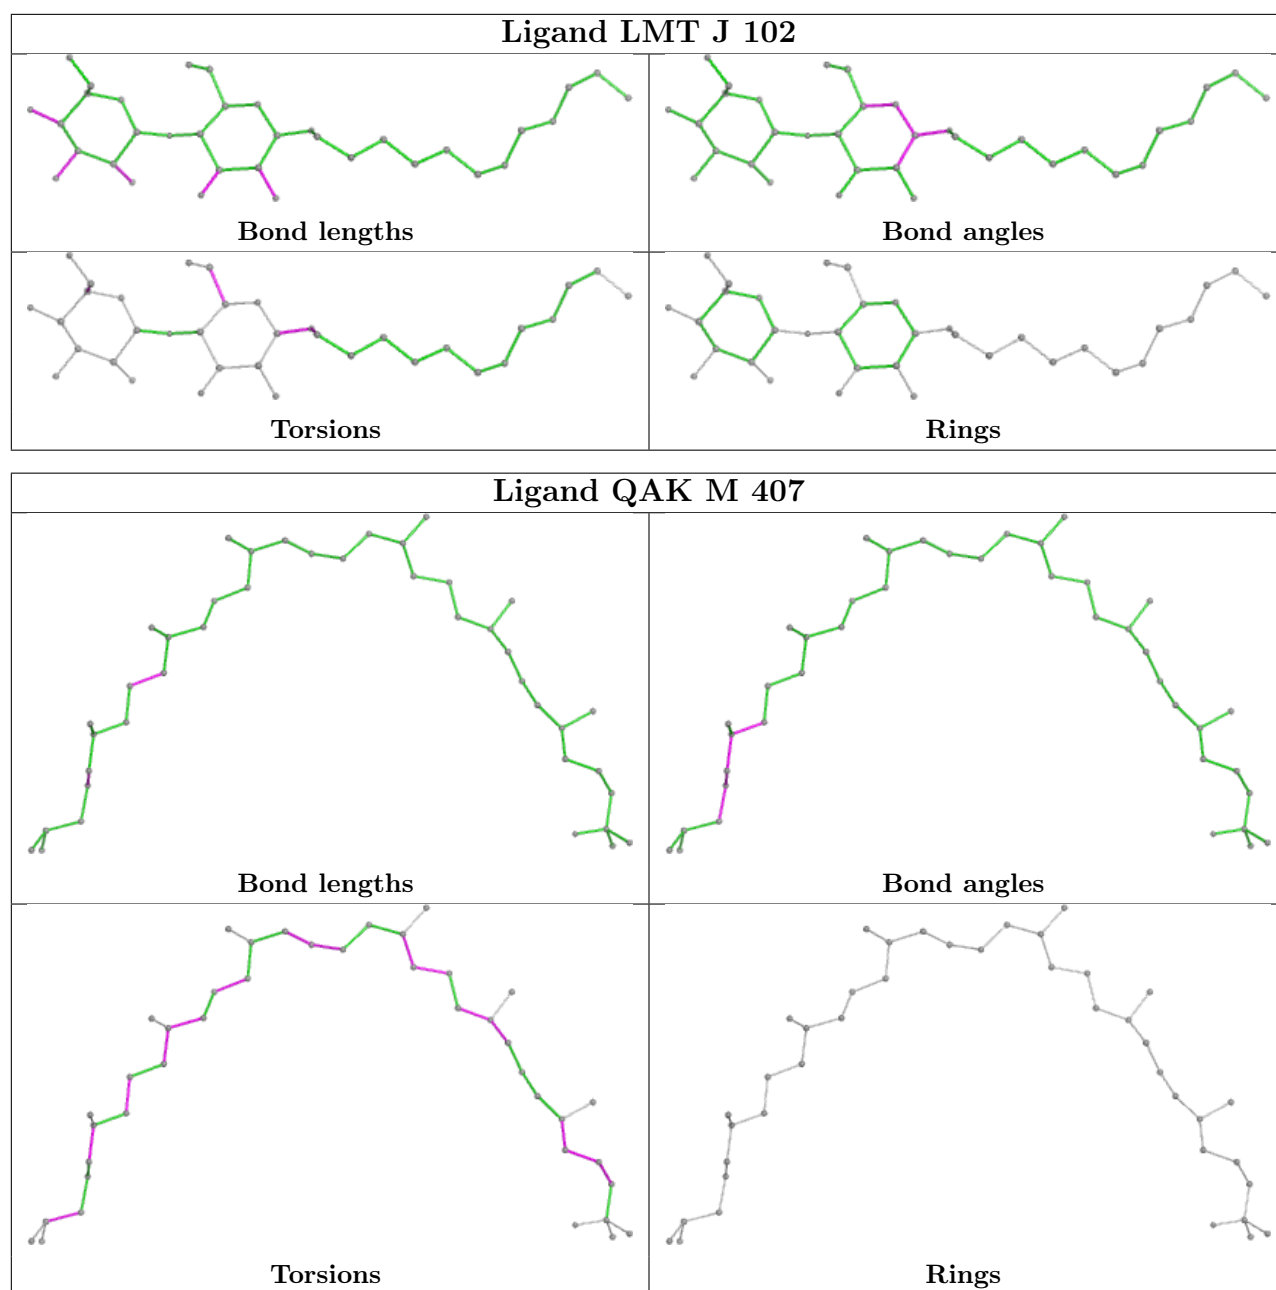 Ligand LMT J 102
Bond lengths
Bond angles
Torsions
Rings
Ligand QAK M 407
Bond lengths
Bond angles
Torsions
Rings